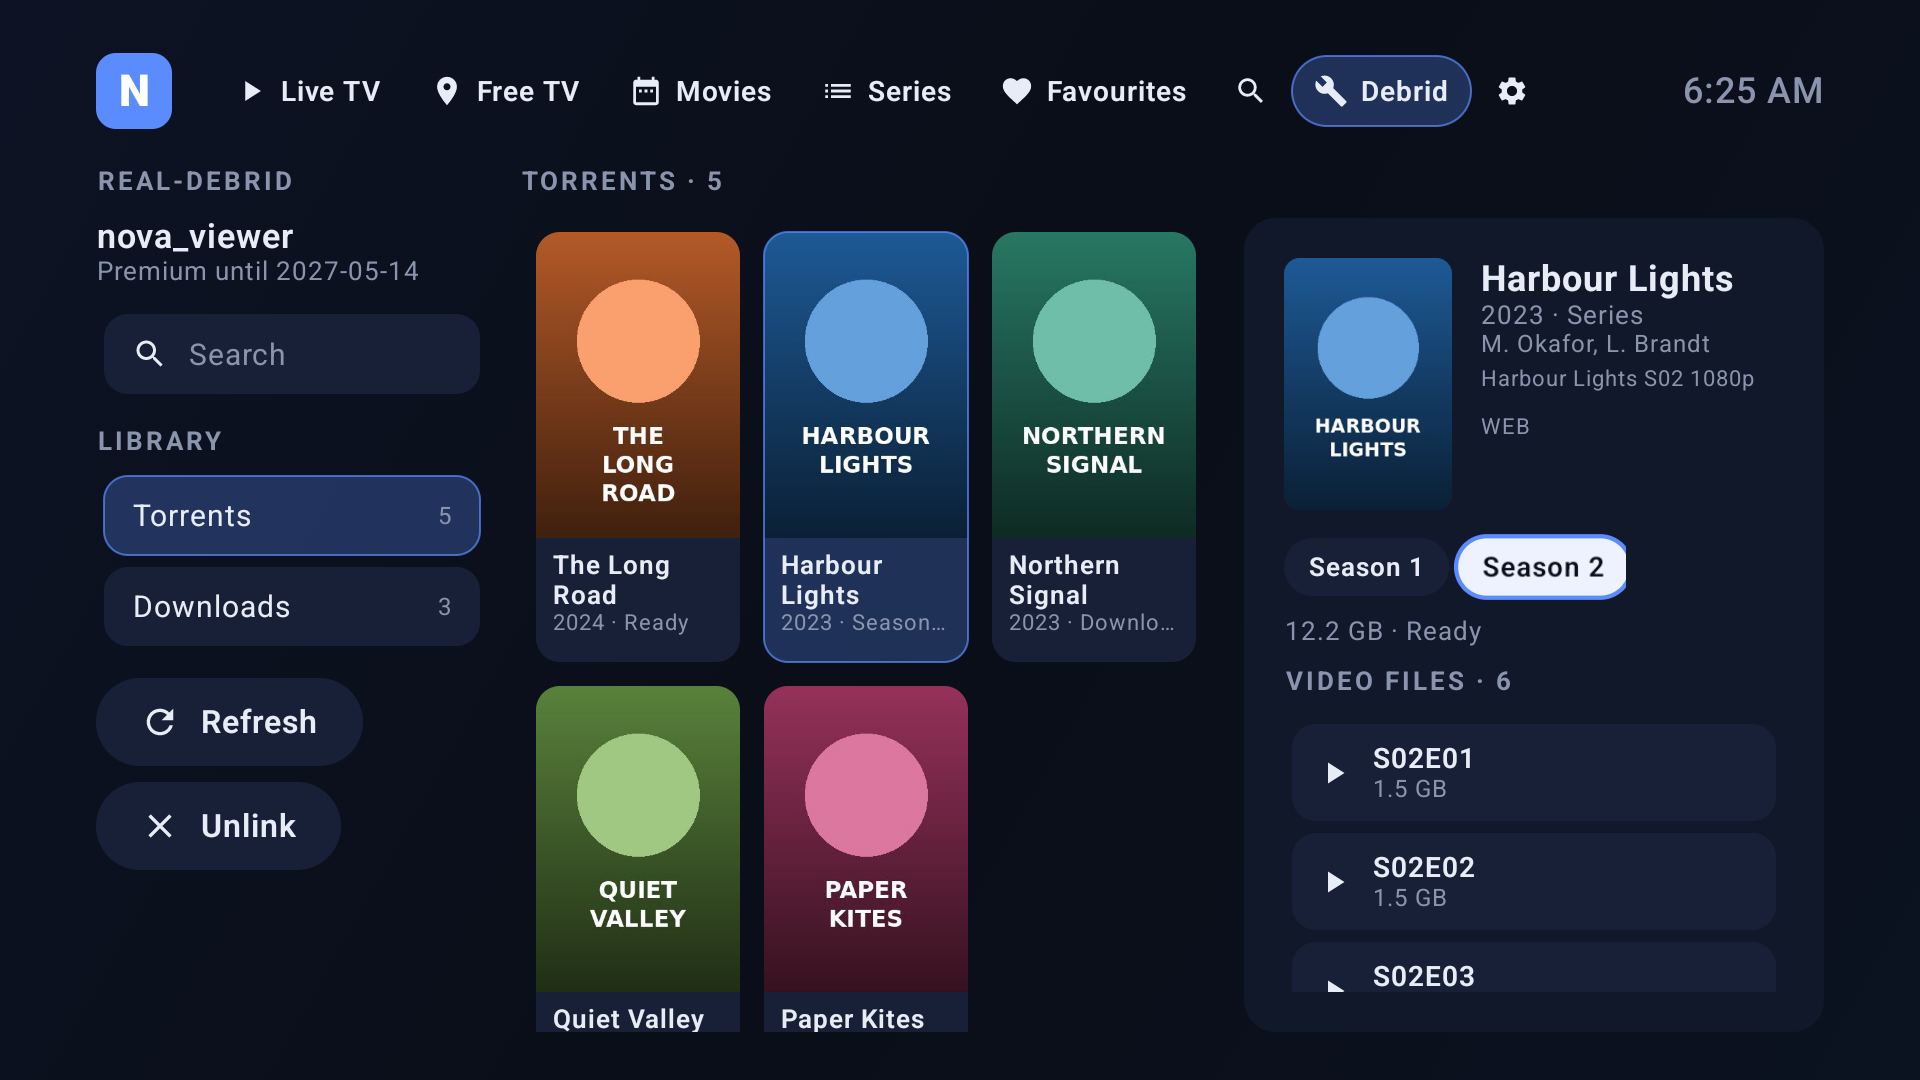 N
Live TV
Free TV
Movies
Series
Favourites
Debrid
6:25 AM
REAL-DEBRID
nova_viewer
Premium until 2027-05-14
Search
LIBRARY
Torrents 5
Downloads 3
Refresh
Unlink
TORRENTS · 5
THE
LONG
ROAD
The Long
Road
2024 · Ready
HARBOUR
LIGHTS
Harbour
Lights
2023 · Season…
NORTHERN
SIGNAL
Northern
Signal
2023 · Downlo…
QUIET
VALLEY
Quiet Valley
PAPER
KITES
Paper Kites
HARBOUR
LIGHTS
Harbour Lights
2023 · Series
M. Okafor, L. Brandt
Harbour Lights S02 1080p
WEB
Season 1
Season 2
12.2 GB · Ready
VIDEO FILES · 6
S02E01
1.5 GB
S02E02
1.5 GB
S02E03